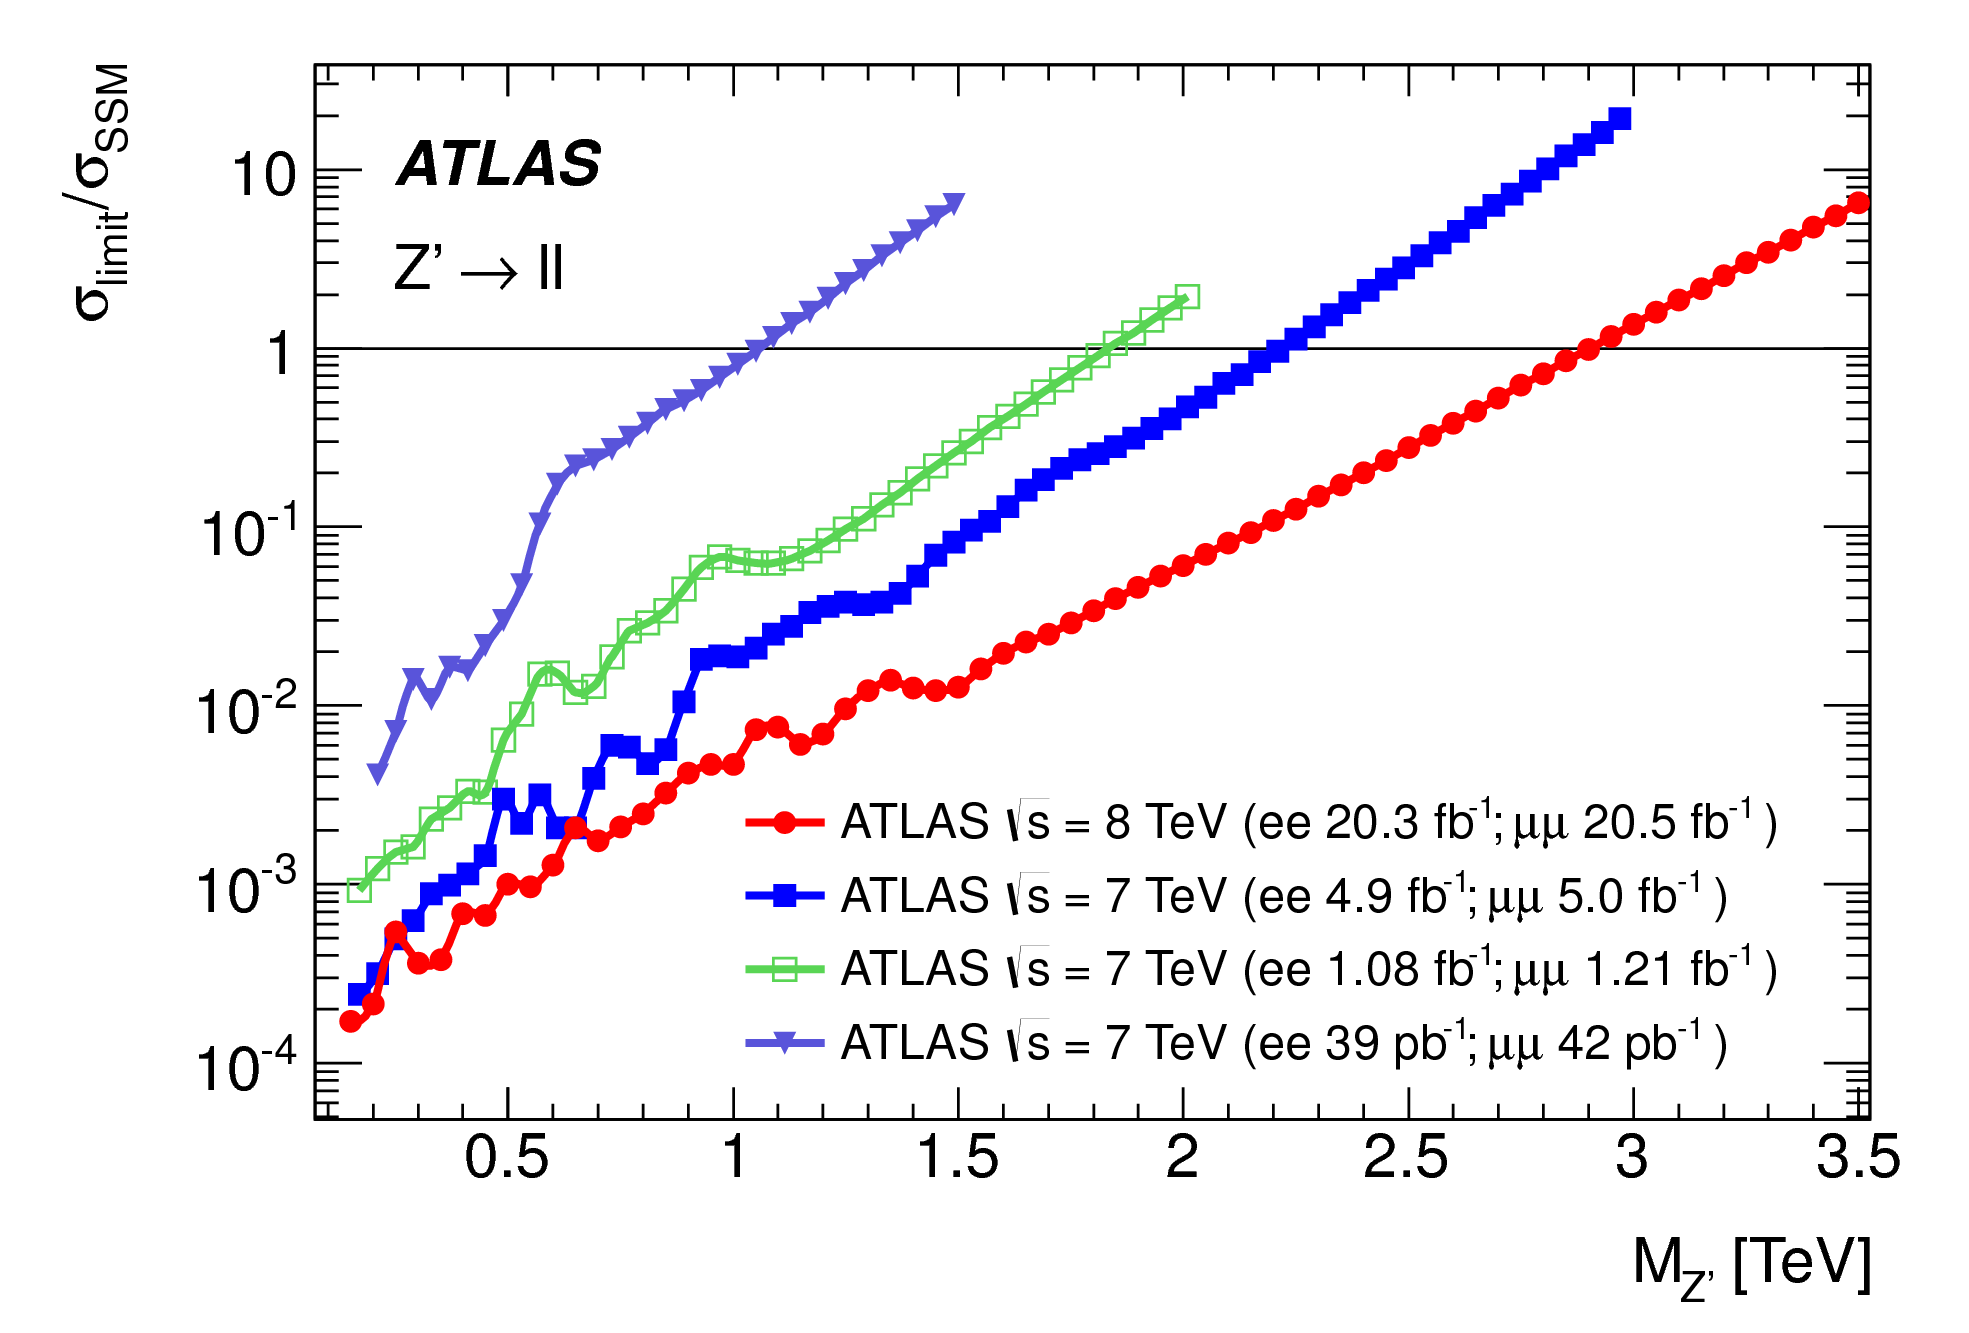 σlimit/σSSM
ATLAS
Z' → ll
10
1
10-1
10-2
10-3
10-4
ATLAS √s = 8 TeV (ee 20.3 fb-1; μμ 20.5 fb-1)
ATLAS √s = 7 TeV (ee 4.9 fb-1; μμ 5.0 fb-1)
ATLAS √s = 7 TeV (ee 1.08 fb-1; μμ 1.21 fb-1)
ATLAS √s = 7 TeV (ee 39 pb-1; μμ 42 pb-1)
0.5 1 1.5 2 2.5 3 3.5
MZ' [TeV]